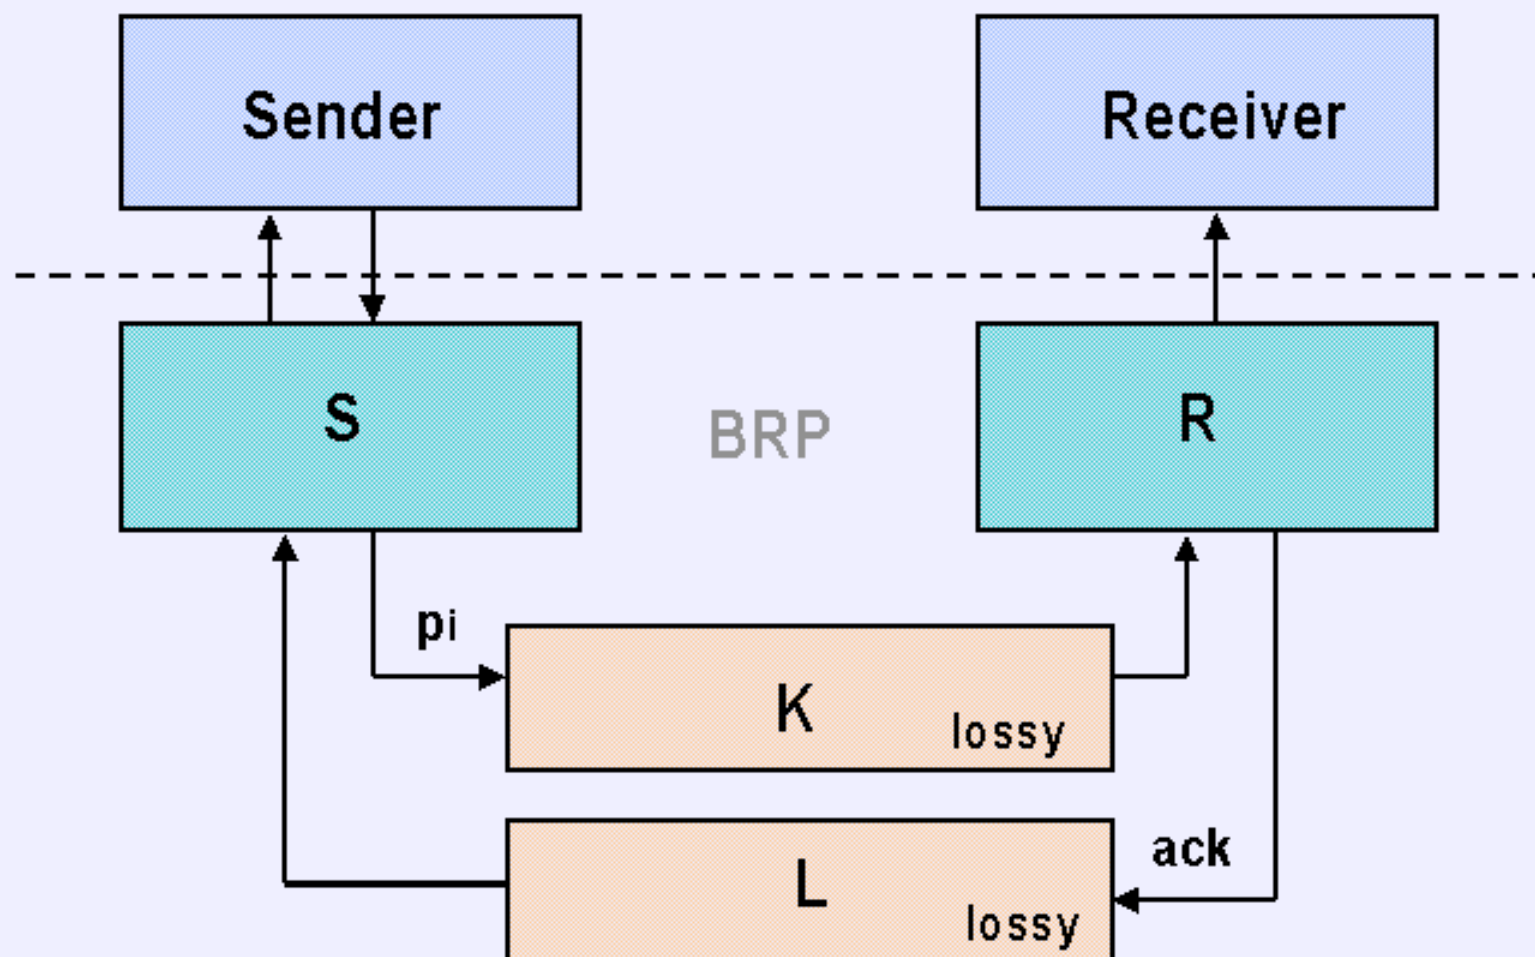 Sender
Receiver
S
BRP
R
pi
K
lossy
ack
L
lossy